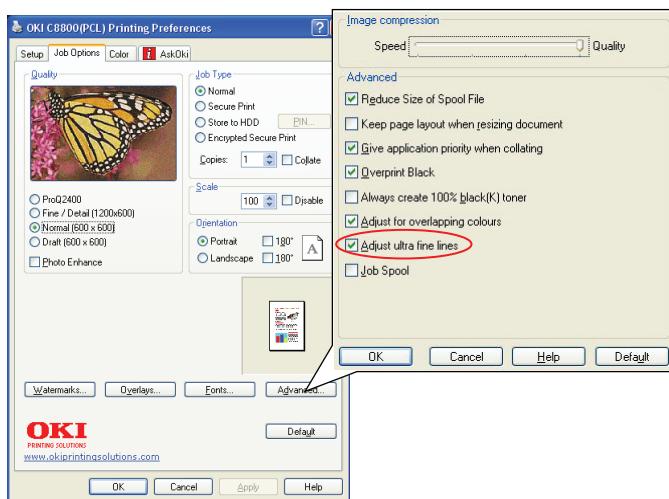 OKI C8800(PCL) Printing Preferences
?
Setup Job Options Color i AskOki
Quality
ProQ2400
Fine / Detail (1200x600)
Normal (600 x 600)
Draft (600 x 600)
Photo Enhance
Job Type
Normal
Secure Print
Store to HDD PIN...
Encrypted Secure Print
Copies: 1 Collate
Scale
100 Disable
Orientation
Portrait 180°
Landscape 180°
A
Watermarks... Overlays... Fonts... Advanced...
OKI
PRINTING SOLUTIONS
www.okiprintingsolutions.com
Default
OK Cancel Apply Help
Image compression
Speed Quality
Advanced
Reduce Size of Spool File
Keep page layout when resizing document
Give application priority when collating
Overprint Black
Always create 100% black(K) toner
Adjust for overlapping colours
Adjust ultra fine lines
Job Spool
OK Cancel Help Default